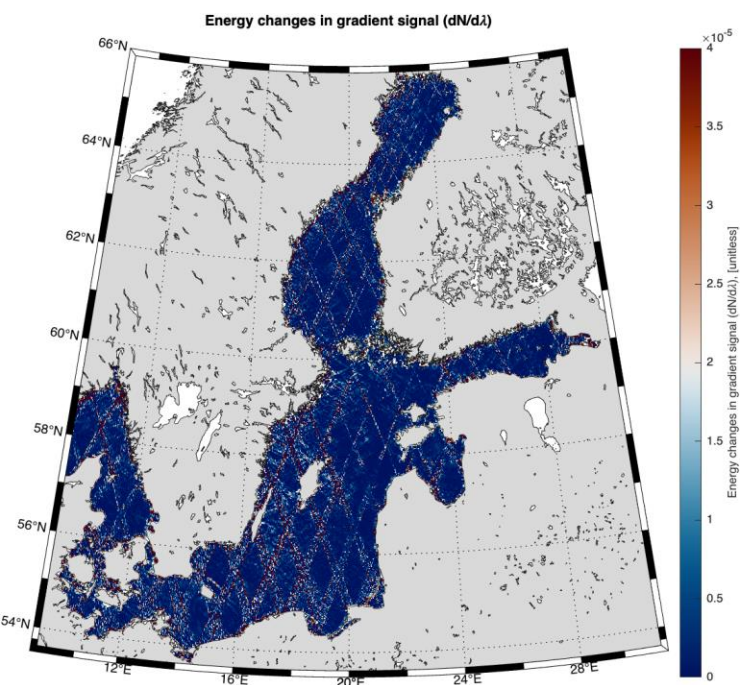 Energy changes in gradient signal (dN/dλ)
66°N
64°N
62°N
60°N
58°N
56°N
54°N
12°E
16°E
20°E
24°E
28°E
×10⁻⁵
4
3.5
3
2.5
2
1.5
1
0.5
0
Energy changes in gradient signal (dN/dλ), [unitless]